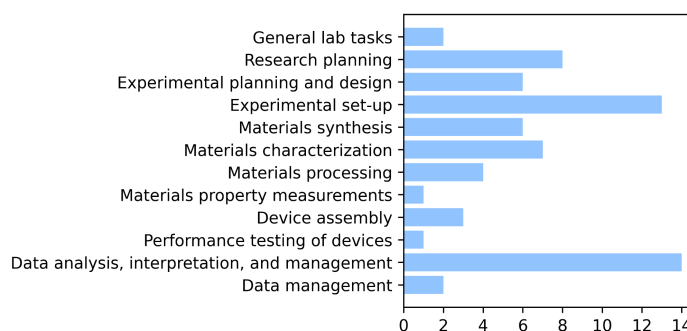 General lab tasks
Research planning
Experimental planning and design
Experimental set-up
Materials synthesis
Materials characterization
Materials processing
Materials property measurements
Device assembly
Performance testing of devices
Data analysis, interpretation, and management
Data management
0 2 4 6 8 10 12 14